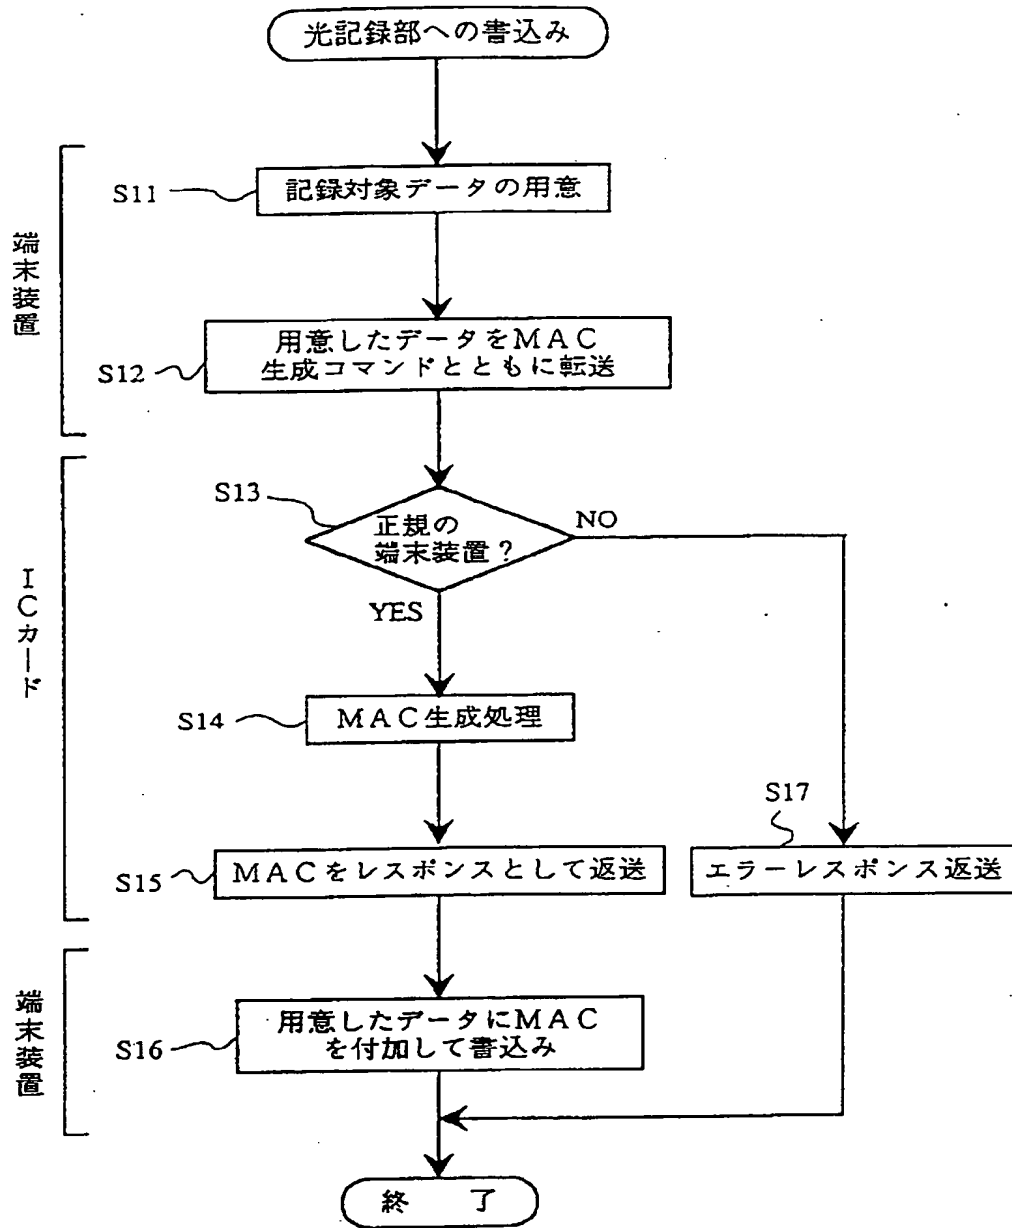 光記録部への書込み
端末装置
S11
記録対象データの用意
S12
用意したデータをMAC
生成コマンドとともに転送
ICカード
S13
正規の
端末装置?
NO
YES
S14
MAC生成処理
S17
S15
MACをレスポンスとして返送
エラーレスポンス返送
端末装置
S16
用意したデータにMAC
を付加して書込み
終 了